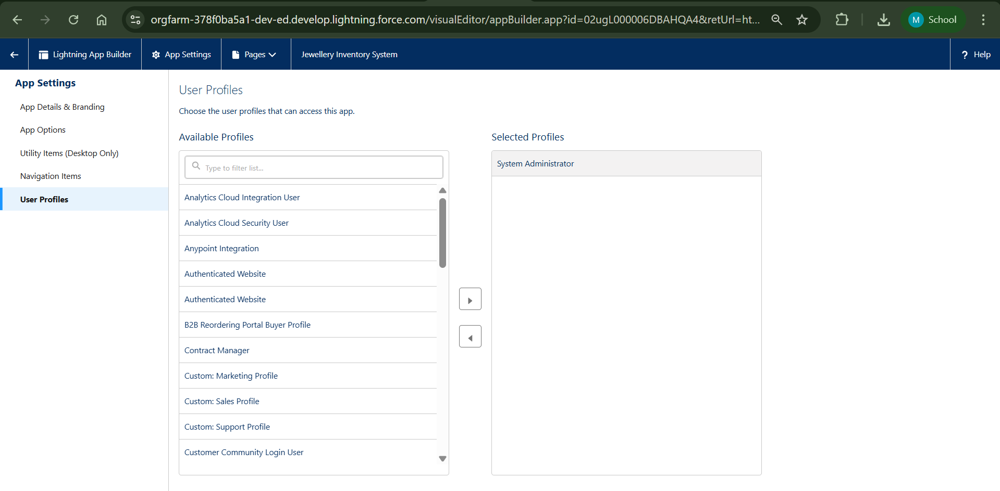 orgfarm-378f0ba5a1-dev-ed.develop.lightning.force.com/visualEditor/appBuilder.app?id=02ugL000006DBAHQA4&retUrl=ht...
M School
Lightning App Builder
App Settings
Pages
Jewellery Inventory System
? Help
App Settings
App Details & Branding
App Options
Utility Items (Desktop Only)
Navigation Items
User Profiles
User Profiles
Choose the user profiles that can access this app.
Available Profiles
Type to filter list...
Analytics Cloud Integration User
Analytics Cloud Security User
Anypoint Integration
Authenticated Website
Authenticated Website
B2B Reordering Portal Buyer Profile
Contract Manager
Custom: Marketing Profile
Custom: Sales Profile
Custom: Support Profile
Customer Community Login User
Selected Profiles
System Administrator